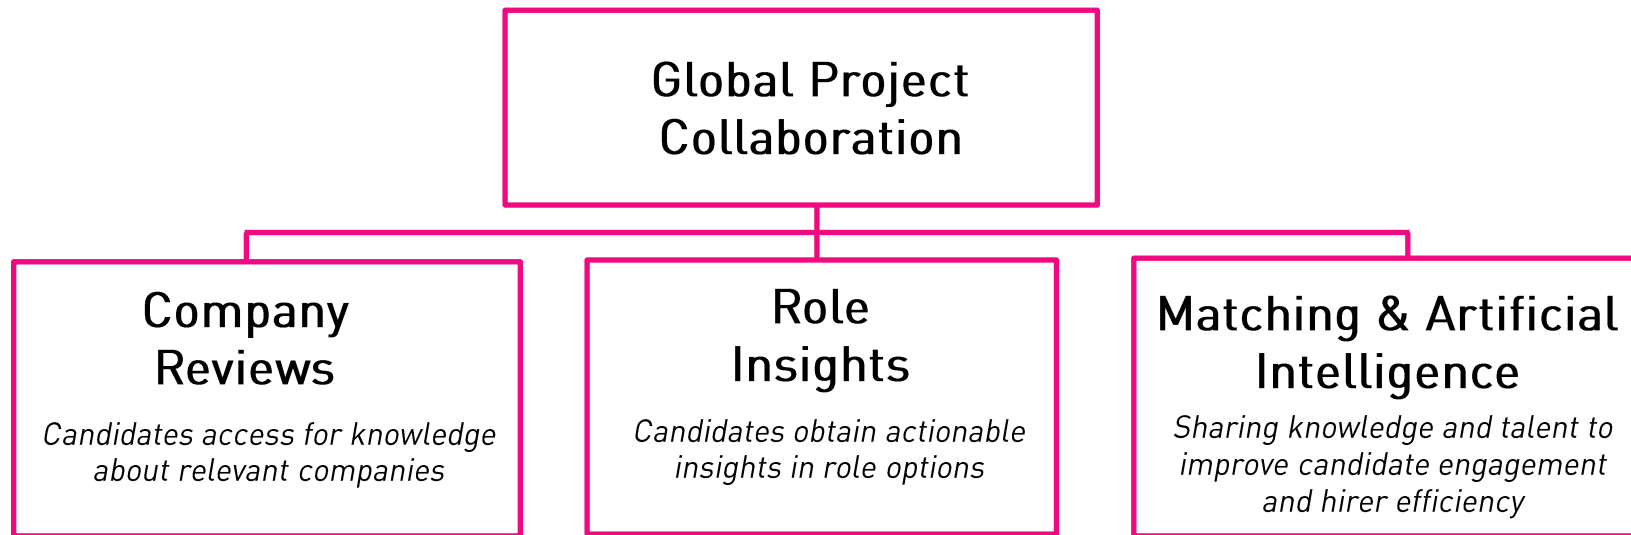 Global Project
Collaboration
Company
Reviews
Candidates access for knowledge
about relevant companies
Role
Insights
Candidates obtain actionable
insights in role options
Matching & Artificial
Intelligence
Sharing knowledge and talent to
improve candidate engagement
and hirer efficiency